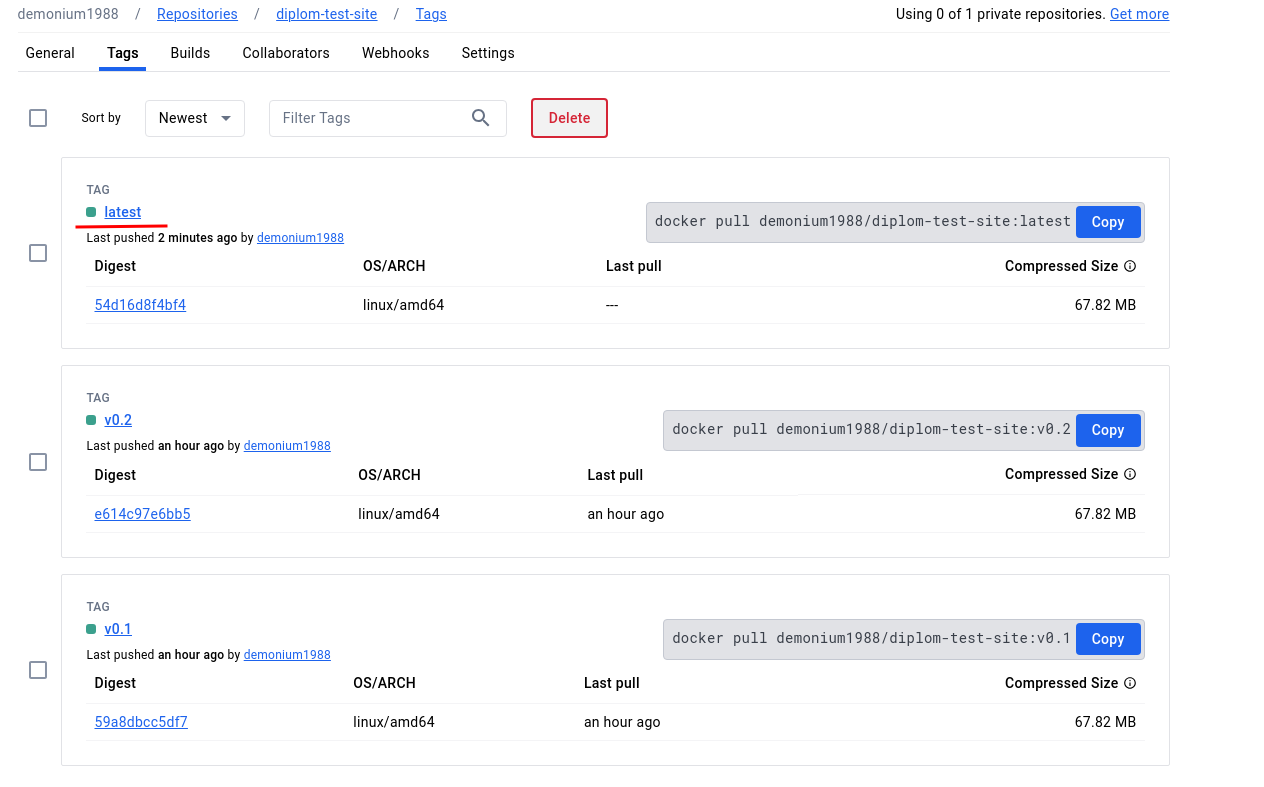 demonium1988 / Repositories / diplom-test-site / Tags Using 0 of 1 private repositories. Get more
General Tags Builds Collaborators Webhooks Settings
Sort by Newest Filter Tags Delete
TAG
latest
docker pull demonium1988/diplom-test-site:latest Copy
Last pushed 2 minutes ago by demonium1988
Digest OS/ARCH Last pull Compressed Size
54d16d8f4bf4 linux/amd64 --- 67.82 MB
TAG
v0.2
docker pull demonium1988/diplom-test-site:v0.2 Copy
Last pushed an hour ago by demonium1988
Digest OS/ARCH Last pull Compressed Size
e614c97e6bb5 linux/amd64 an hour ago 67.82 MB
TAG
v0.1
docker pull demonium1988/diplom-test-site:v0.1 Copy
Last pushed an hour ago by demonium1988
Digest OS/ARCH Last pull Compressed Size
59a8dbcc5df7 linux/amd64 an hour ago 67.82 MB